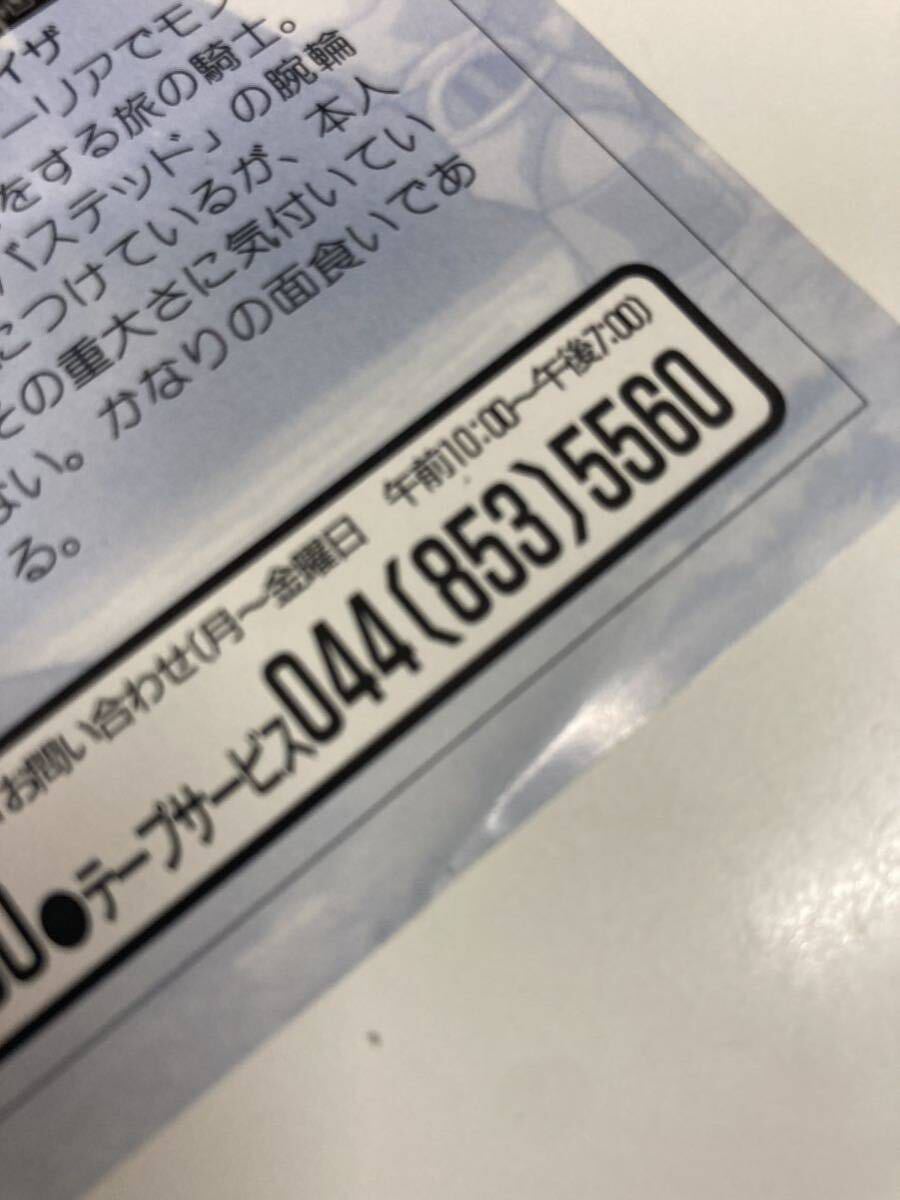 イザ
ーリアでモン
をする旅の騎士。
バステッド」の腕輪
につけているが、本人
その重大さに気付いてい
ない。かなりの面食いであ
る。
お問い合わせ(月〜金曜日 午前10:00〜午後7:00)
0.●テープサービス044(853)5560